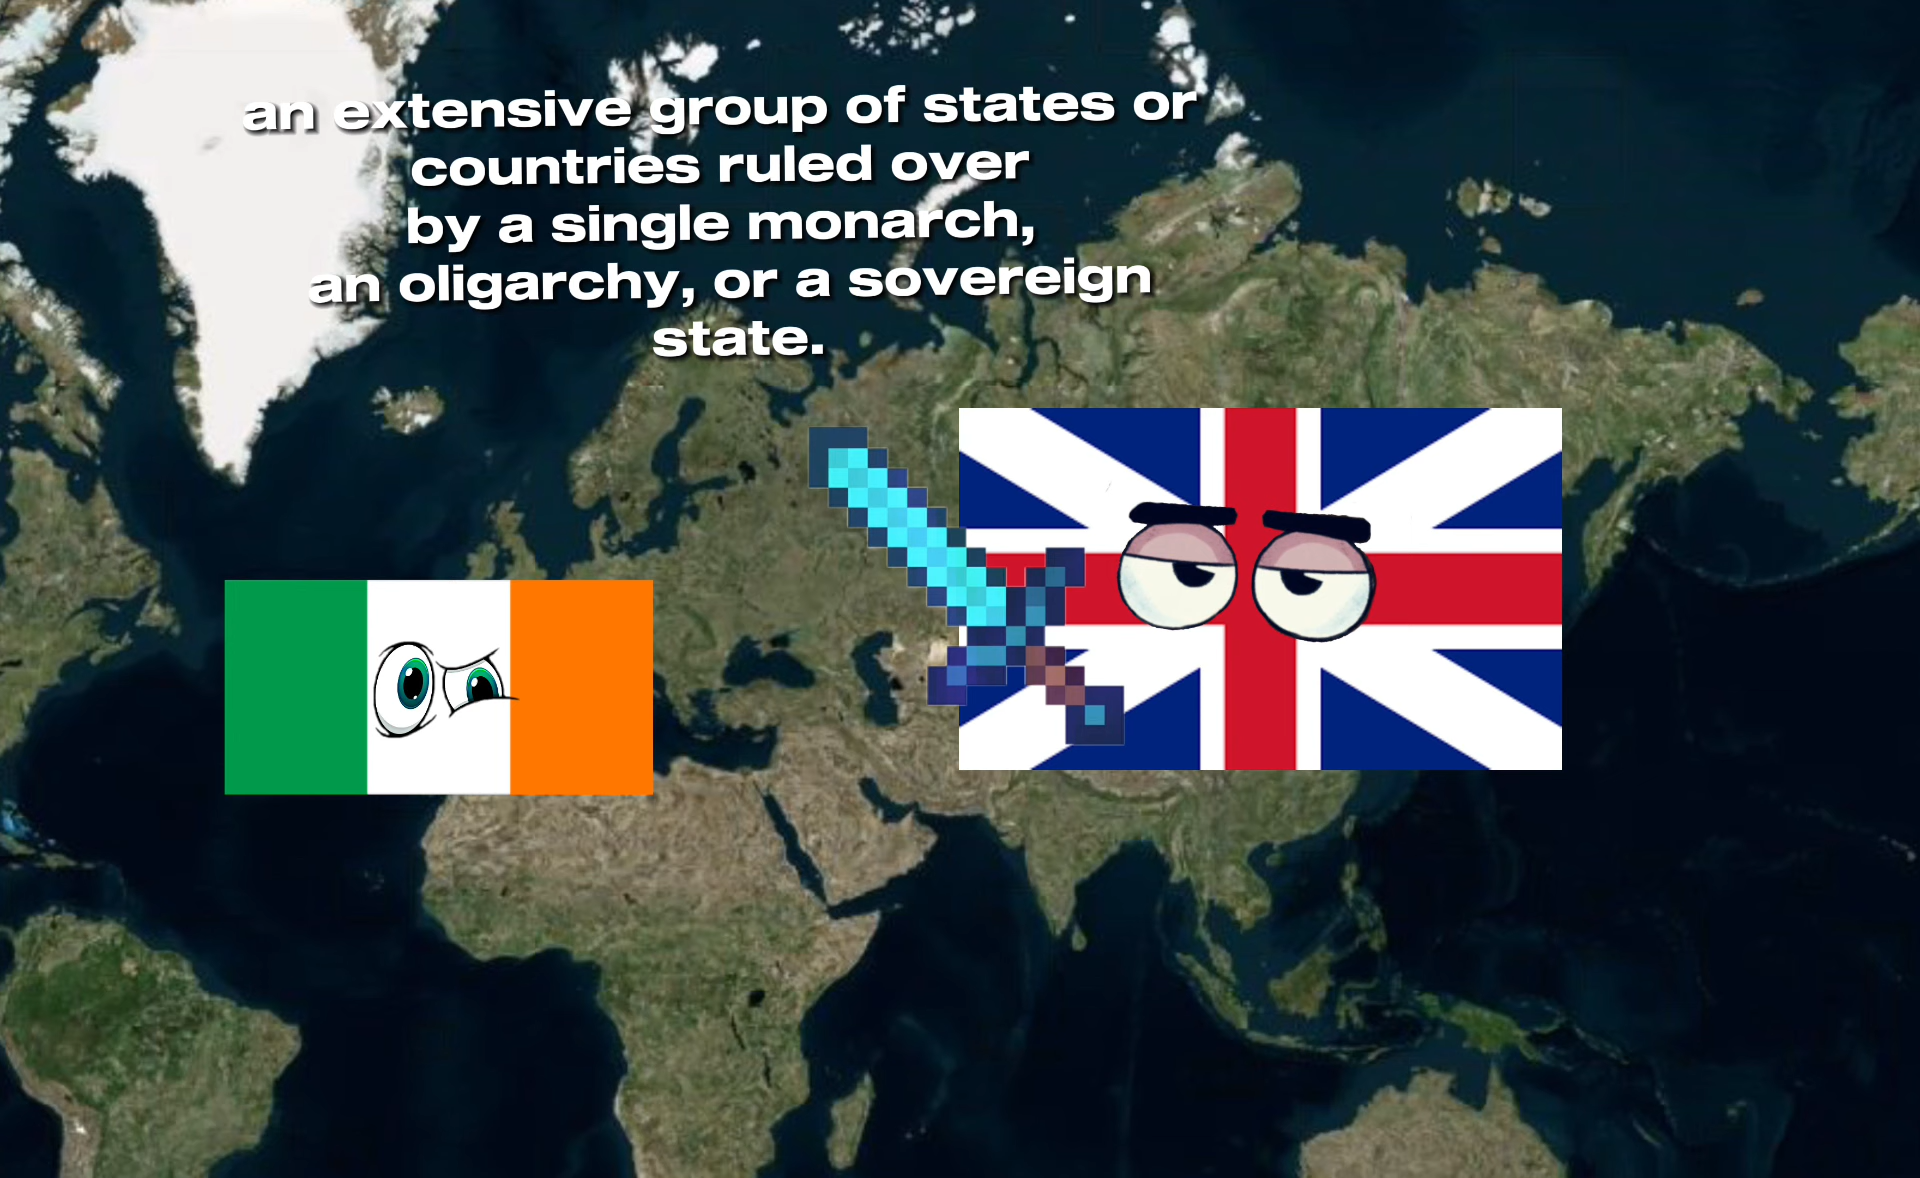 an extensive group of states or
countries ruled over
by a single monarch,
an oligarchy, or a sovereign
state.